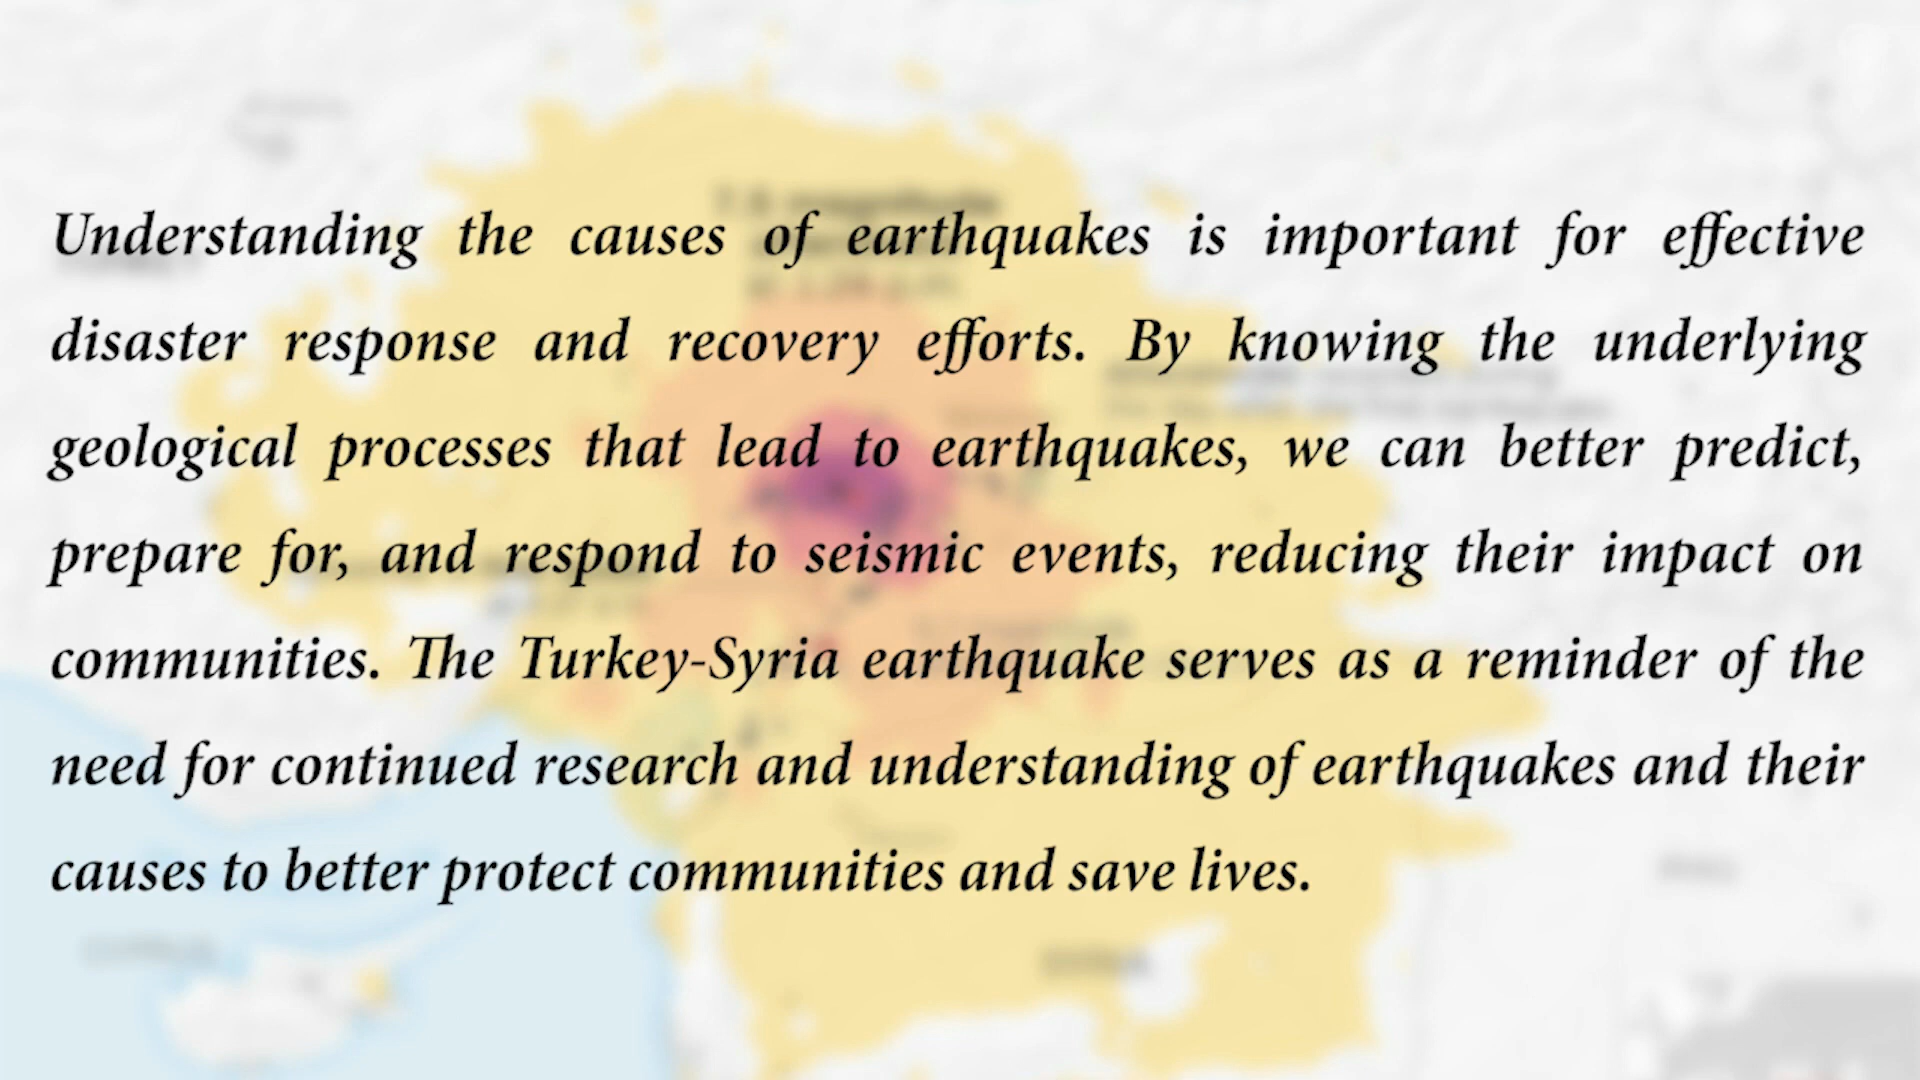 Understanding the causes of earthquakes is important for effective
disaster response and recovery efforts. By knowing the underlying
geological processes that lead to earthquakes, we can better predict,
prepare for, and respond to seismic events, reducing their impact on
communities. The Turkey-Syria earthquake serves as a reminder of the
need for continued research and understanding of earthquakes and their
causes to better protect communities and save lives.